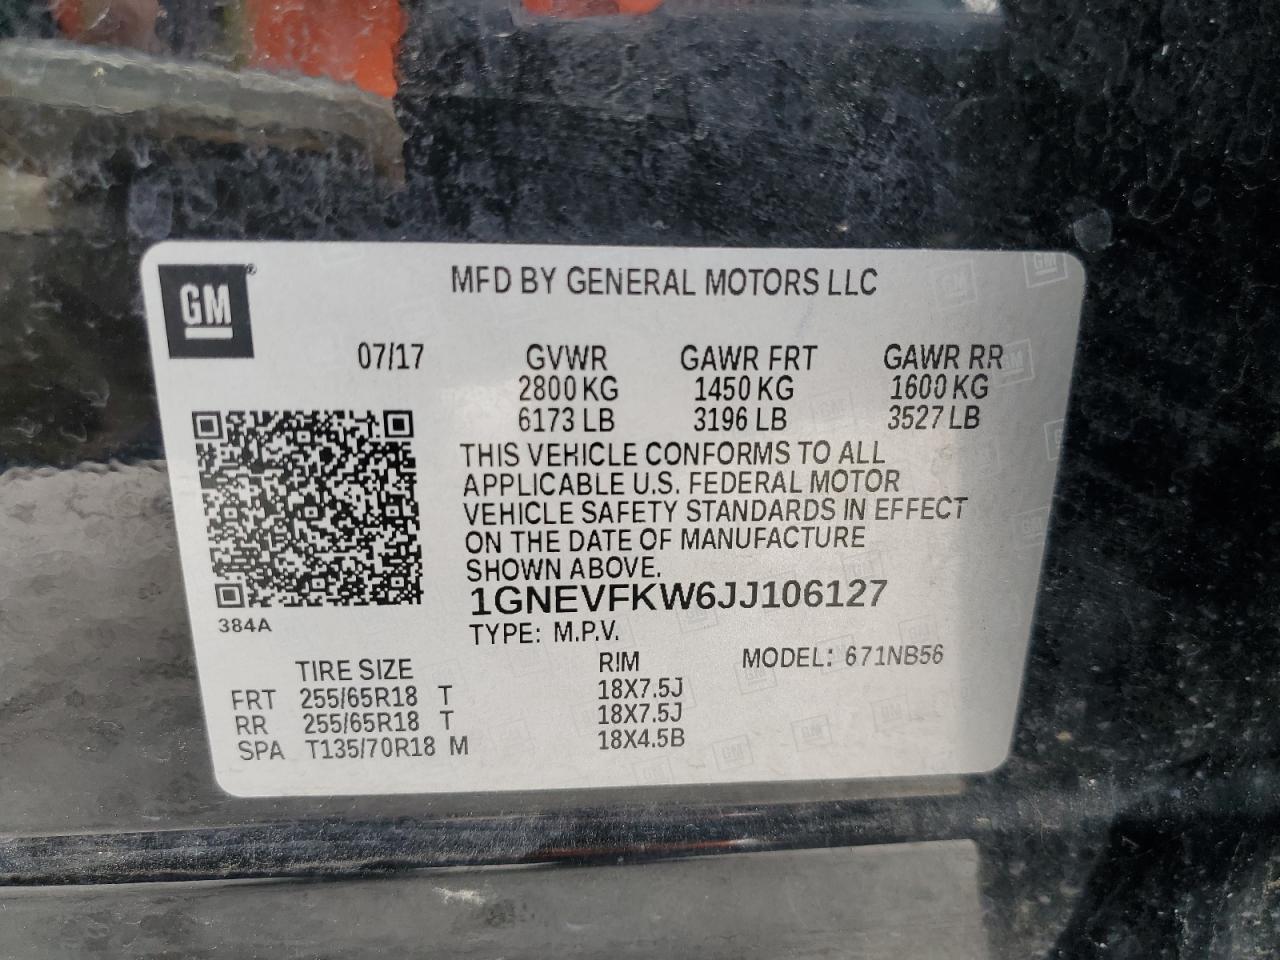 GM
MFD BY GENERAL MOTORS LLC
07/17 GVWR GAWR FRT GAWR RR
2800 KG 1450 KG 1600 KG
6173 LB 3196 LB 3527 LB
THIS VEHICLE CONFORMS TO ALL
APPLICABLE U.S. FEDERAL MOTOR
VEHICLE SAFETY STANDARDS IN EFFECT
ON THE DATE OF MANUFACTURE
SHOWN ABOVE.
1GNEVFKW6JJ106127
384A
TYPE: M.P.V.
TIRE SIZE RIM MODEL: 671NB56
FRT 255/65R18 T 18X7.5J
RR 255/65R18 T 18X7.5J
SPA T135/70R18 M 18X4.5B